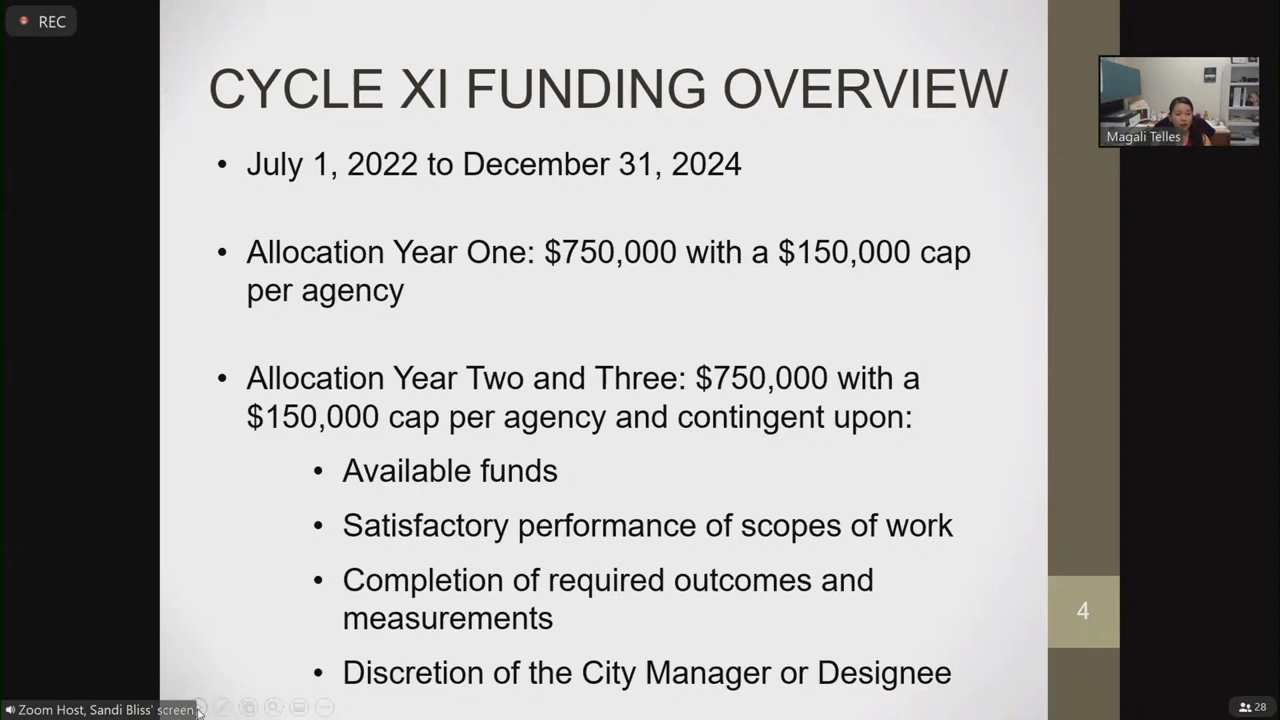 REC
CYCLE XI FUNDING OVERVIEW
Magali Telles
• July 1, 2022 to December 31, 2024
• Allocation Year One: $750,000 with a $150,000 cap
per agency
• Allocation Year Two and Three: $750,000 with a
$150,000 cap per agency and contingent upon:
• Available funds
• Satisfactory performance of scopes of work
• Completion of required outcomes and
measurements
• Discretion of the City Manager or Designee
4
Zoom Host, Sandi Bliss' screen
28